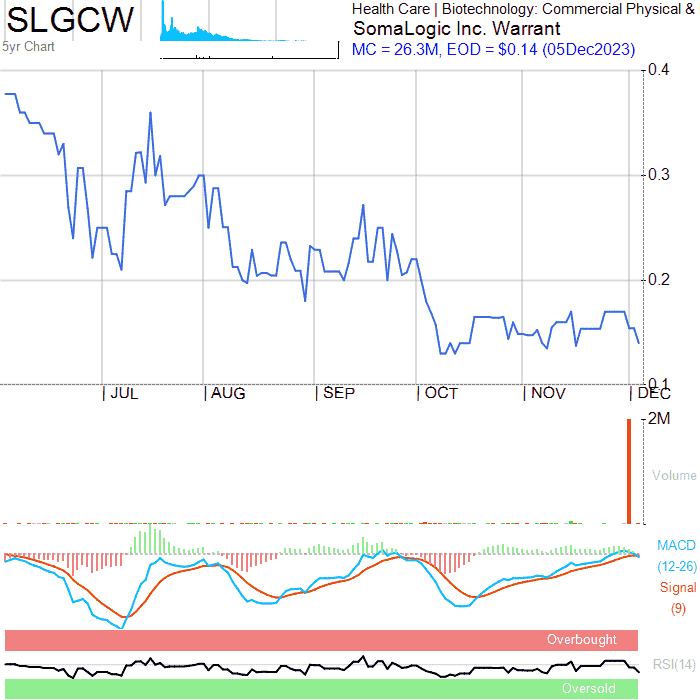 SLGCW
5yr Chart
Health Care | Biotechnology: Commercial Physical &
SomaLogic Inc. Warrant
MC = 26.3M, EOD = $0.14 (05Dec2023)
0.4
0.3
0.2
0.1
JUL AUG SEP OCT NOV DEC
2M
Volume
MACD
(12-26)
Signal
(9)
Overbought
RSI(14)
Oversold